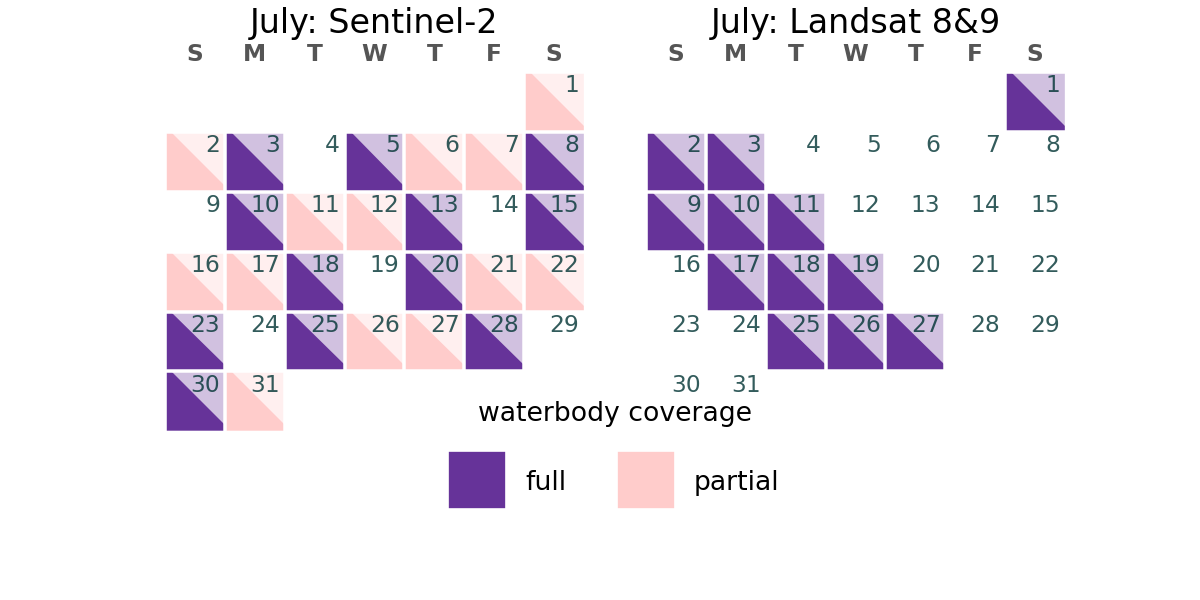 July: Sentinel-2
S M T W T F S
1
2 3 4 5 6 7 8
9 10 11 12 13 14 15
16 17 18 19 20 21 22
23 24 25 26 27 28 29
30 31
July: Landsat 8&9
S M T W T F S
1
2 3 4 5 6 7 8
9 10 11 12 13 14 15
16 17 18 19 20 21 22
23 24 25 26 27 28 29
30 31
waterbody coverage
full partial